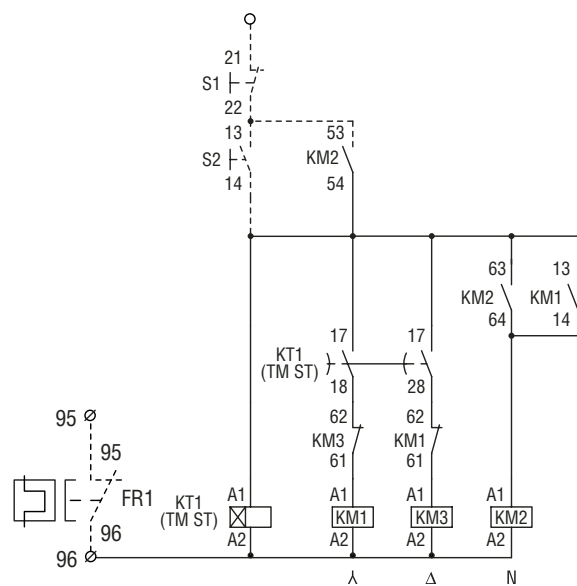 21
S1
22
13 53
S2 KM2
14 54
63 13
KM2 KM1
64 14
17 17
KT1
(TM ST)
18 28
62 62
KM3 KM1
61 61
95
95
FR1
96
96
KT1
(TM ST)
A1 A1 A1 A1
KM1 KM3 KM2
A2 A2 A2 A2
Δ N